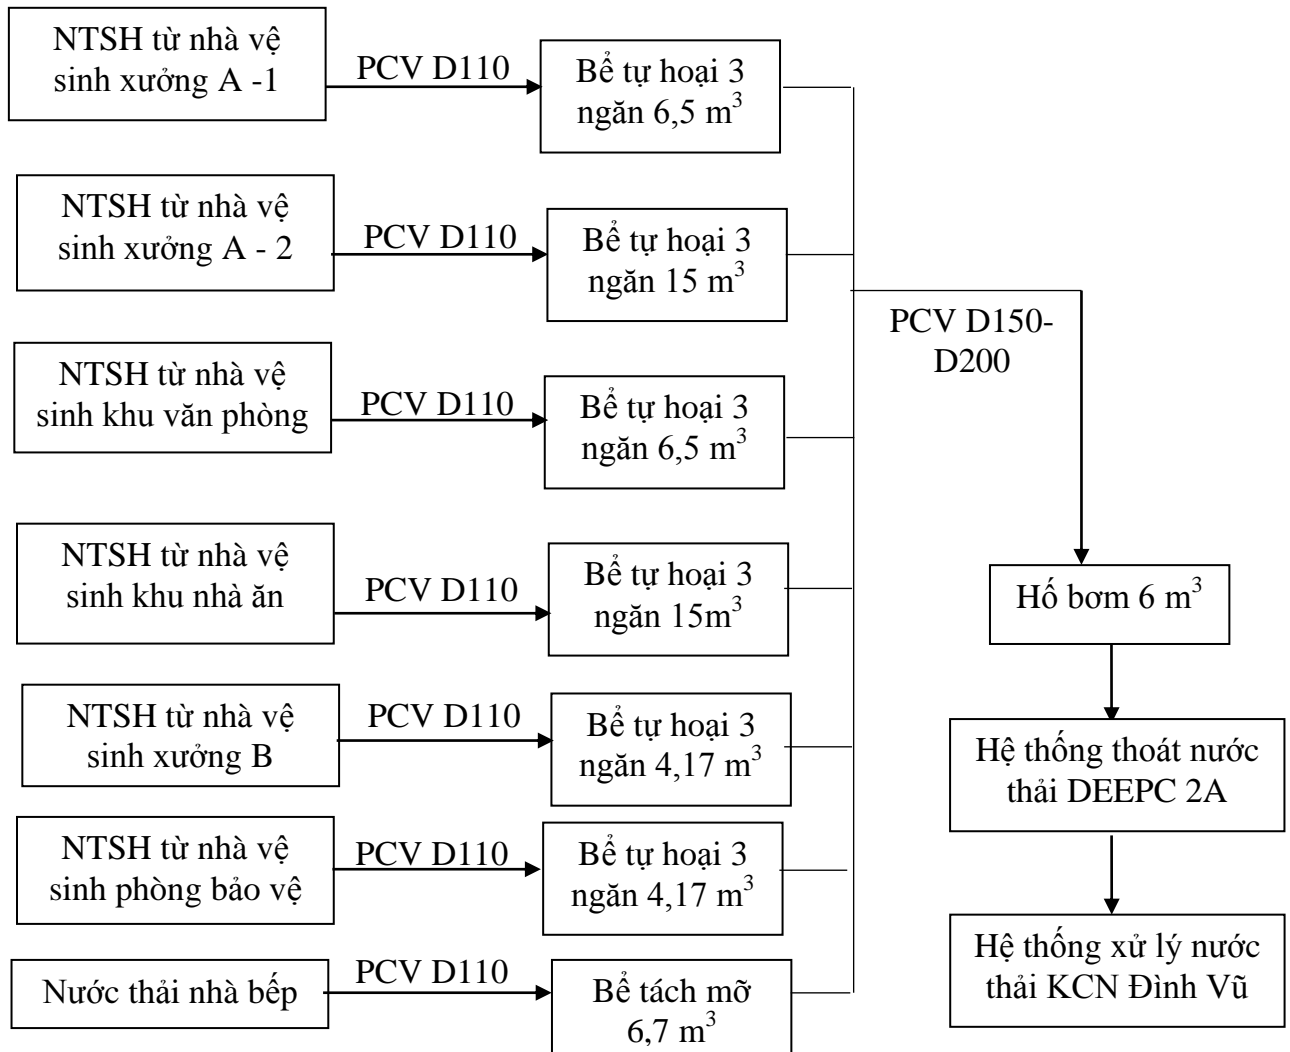 NTSH từ nhà vệ
sinh xưởng A -1
PCV D110
Bể tự hoại 3
ngăn 6,5 m³
NTSH từ nhà vệ
sinh xưởng A - 2
PCV D110
Bể tự hoại 3
ngăn 15 m³
NTSH từ nhà vệ
sinh khu văn phòng
PCV D110
Bể tự hoại 3
ngăn 6,5 m³
NTSH từ nhà vệ
sinh khu nhà ăn
PCV D110
Bể tự hoại 3
ngăn 15m³
NTSH từ nhà vệ
sinh xưởng B
PCV D110
Bể tự hoại 3
ngăn 4,17 m³
NTSH từ nhà vệ
sinh phòng bảo vệ
PCV D110
Bể tự hoại 3
ngăn 4,17 m³
Nước thải nhà bếp
PCV D110
Bể tách mỡ
6,7 m³
PCV D150-
D200
Hố bơm 6 m³
Hệ thống thoát nước
thải DEEPC 2A
Hệ thống xử lý nước
thải KCN Đình Vũ